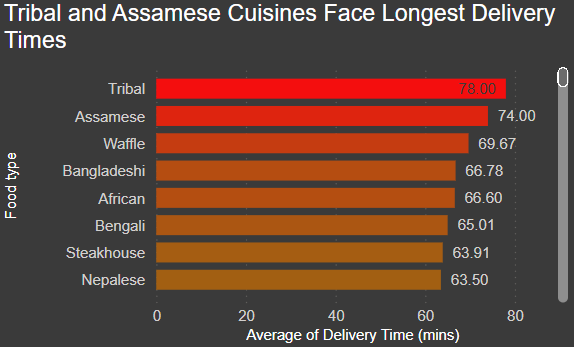 Tribal and Assamese Cuisines Face Longest Delivery
Times
Food type
Tribal 78.00
Assamese 74.00
Waffle 69.67
Bangladeshi 66.78
African 66.60
Bengali 65.01
Steakhouse 63.91
Nepalese 63.50
0 20 40 60 80
Average of Delivery Time (mins)